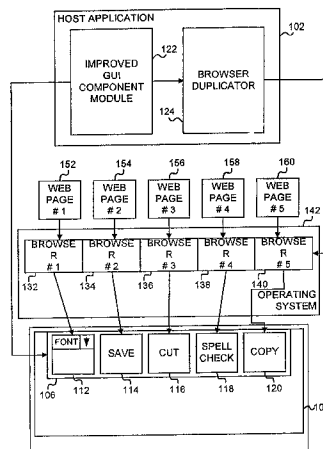 HOST APPLICATION
102
IMPROVED
GUI
COMPONENT
MODULE
122
BROWSER
DUPLICATOR
124
152
154
156
158
160
WEB
PAGE
# 1
WEB
PAGE
# 2
WEB
PAGE
# 3
WEB
PAGE
# 4
WEB
PAGE
# 5
142
BROWSE
R
# 1
BROWSE
R
# 2
BROWSE
R
# 3
BROWSE
R
# 4
BROWSE
R
# 5
132
134
136
138
140
OPERATING
SYSTEM
FONT
SAVE
CUT
SPELL
CHECK
COPY
106
112
114
116
118
120